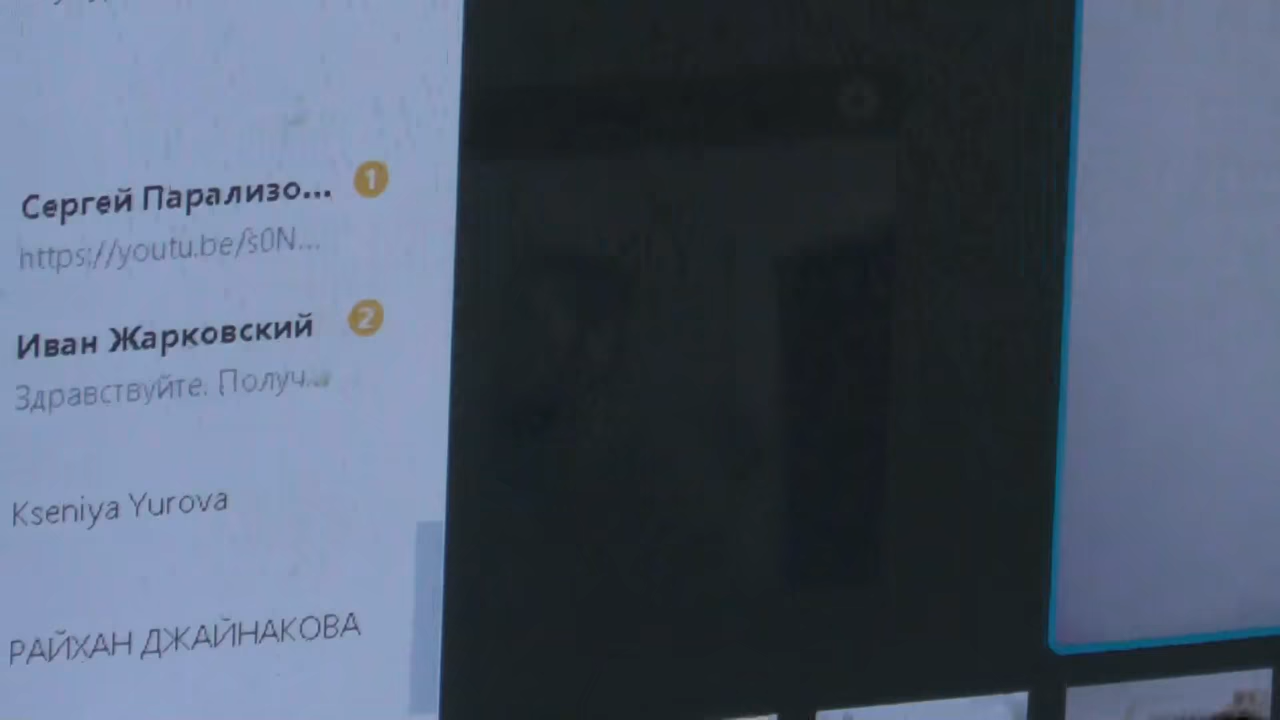 Сергей Парализо... 1
https://youtu.be/s0N...
Иван Жарковский 2
Здравствуйте. Получ...
Kseniya Yurova
РАЙХАН ДЖАЙНАКОВА